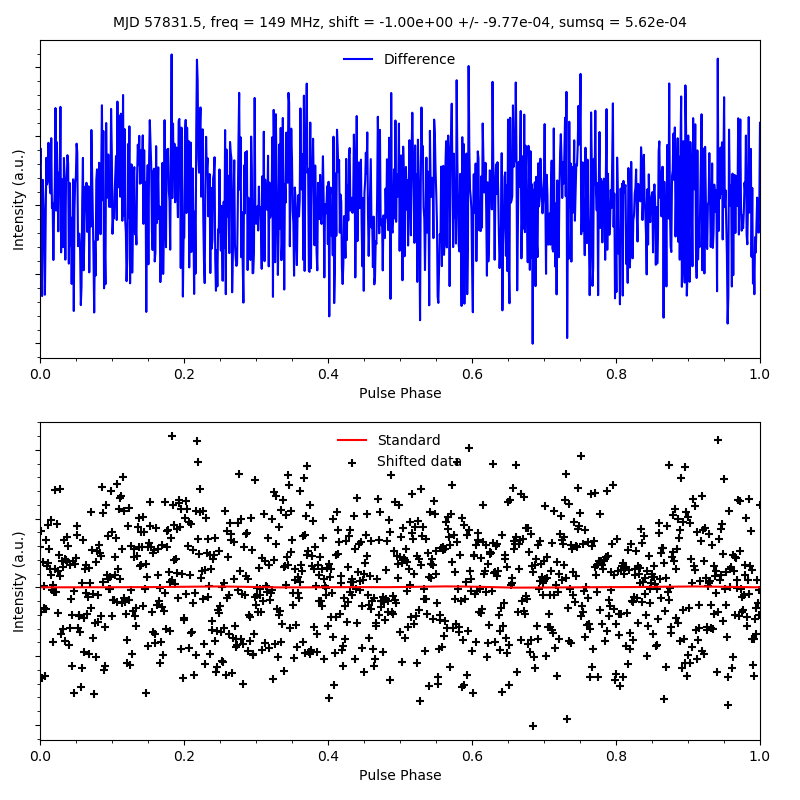 MJD 57831.5, freq = 149 MHz, shift = -1.00e+00 +/- -9.77e-04, sumsq = 5.62e-04
Difference
Intensity (a.u.)
0.0 0.2 0.4 0.6 0.8 1.0
Pulse Phase
Standard
Shifted data
Intensity (a.u.)
0.0 0.2 0.4 0.6 0.8 1.0
Pulse Phase